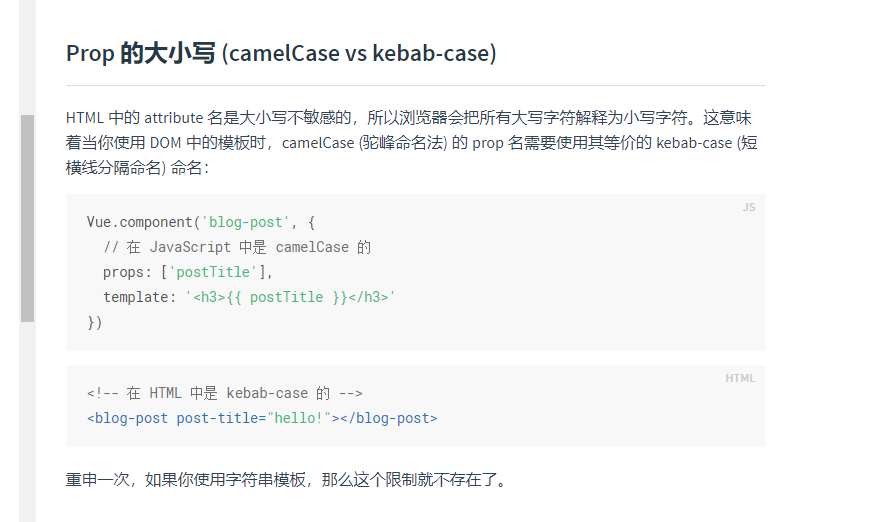 Prop 的大小写 (camelCase vs kebab-case)
HTML 中的 attribute 名是大小写不敏感的，所以浏览器会把所有大写字符解释为小写字符。这意味
着当你使用 DOM 中的模板时，camelCase (驼峰命名法) 的 prop 名需要使用其等价的 kebab-case (短
横线分隔命名) 命名：
JS
Vue.component('blog-post', {
  // 在 JavaScript 中是 camelCase 的
  props: ['postTitle'],
  template: '<h3>{{ postTitle }}</h3>'
})
HTML
<!-- 在 HTML 中是 kebab-case 的 -->
<blog-post post-title="hello!"></blog-post>
重申一次，如果你使用字符串模板，那么这个限制就不存在了。